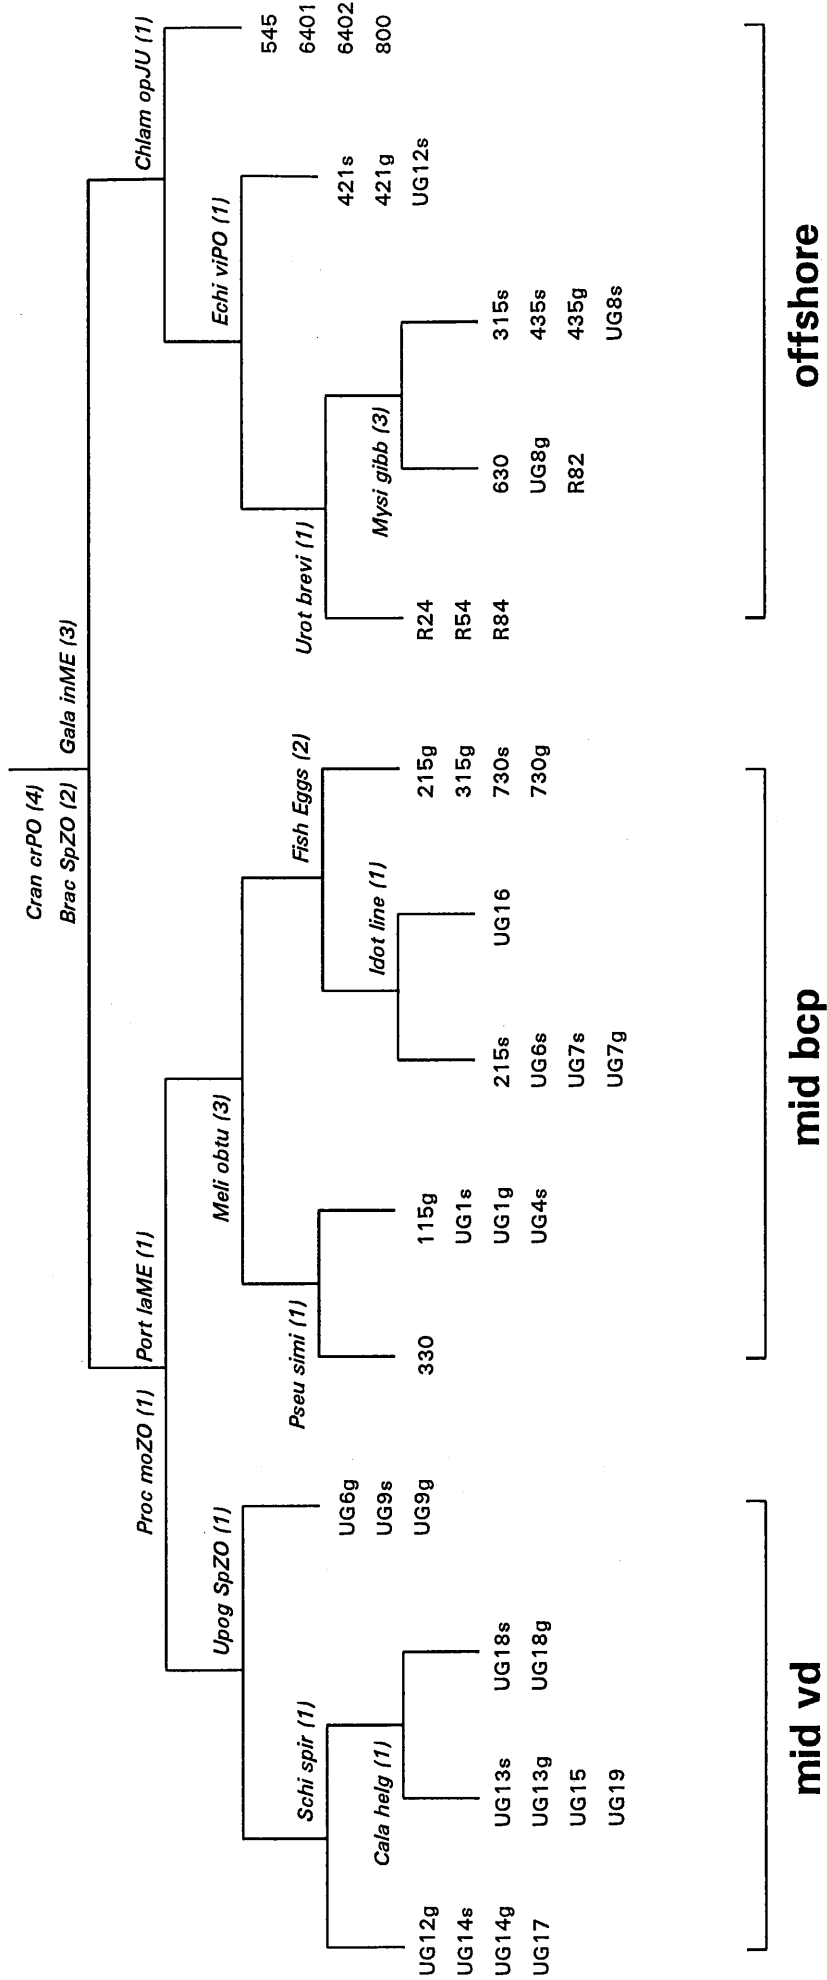 Cran crPO (4)
Brac SpZO (2)
Gala inME (3)
Proc moZO (1)
Port laME (1)
Chlam opJU (1)
Upog SpZO (1)
Meli obtu (3)
Echi viPO (1)
Schi spir (1)
Pseu simi (1)
Fish Eggs (2)
Urot brevi (1)
Cala helg (1)
Idot line (1)
Mysi gibb (3)
UG12g
UG14s
UG14g
UG17
UG13s
UG13g
UG15
UG19
UG18s
UG18g
UG6g
UG9s
UG9g
330
115g
UG1s
UG1g
UG4s
215s
UG6s
UG7s
UG7g
UG16
215g
315g
730s
730g
R24
R54
R84
630
UG8g
R82
315s
435s
435g
UG8s
421s
421g
UG12s
545
6401
6402
800
mid vd
mid bcp
offshore